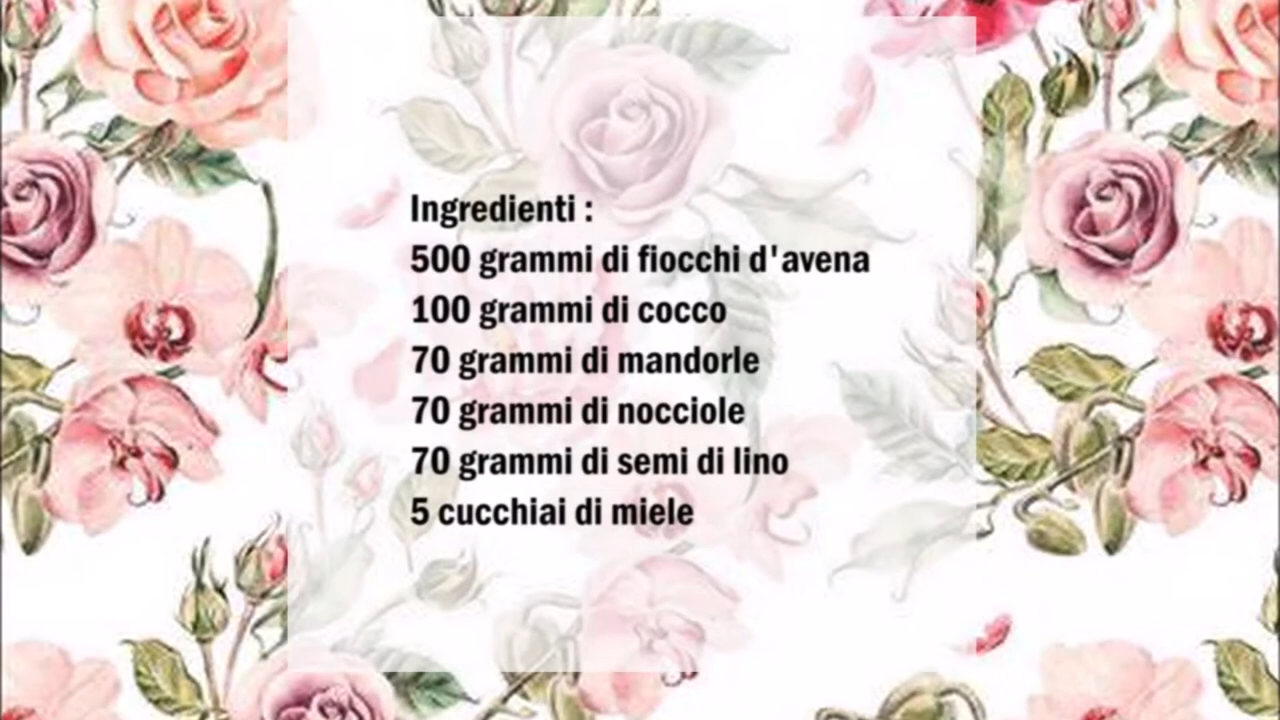 Ingredienti :
500 grammi di fiocchi d'avena
100 grammi di cocco
70 grammi di mandorle
70 grammi di nocciole
70 grammi di semi di lino
5 cucchiai di miele